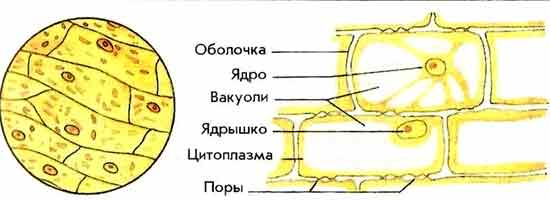 Оболочка
Ядро
Вакуоли
Ядрышко
Цитоплазма
Поры